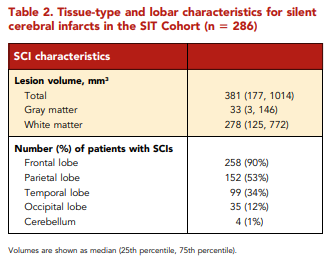 Table 2. Tissue-type and lobar characteristics for silent
cerebral infarcts in the SIT Cohort (n = 286)
SCI characteristics
Lesion volume, mm³
Total 381 (177, 1014)
Gray matter 33 (3, 146)
White matter 278 (125, 772)
Number (%) of patients with SCIs
Frontal lobe 258 (90%)
Parietal lobe 152 (53%)
Temporal lobe 99 (34%)
Occipital lobe 35 (12%)
Cerebellum 4 (1%)
Volumes are shown as median (25th percentile, 75th percentile).